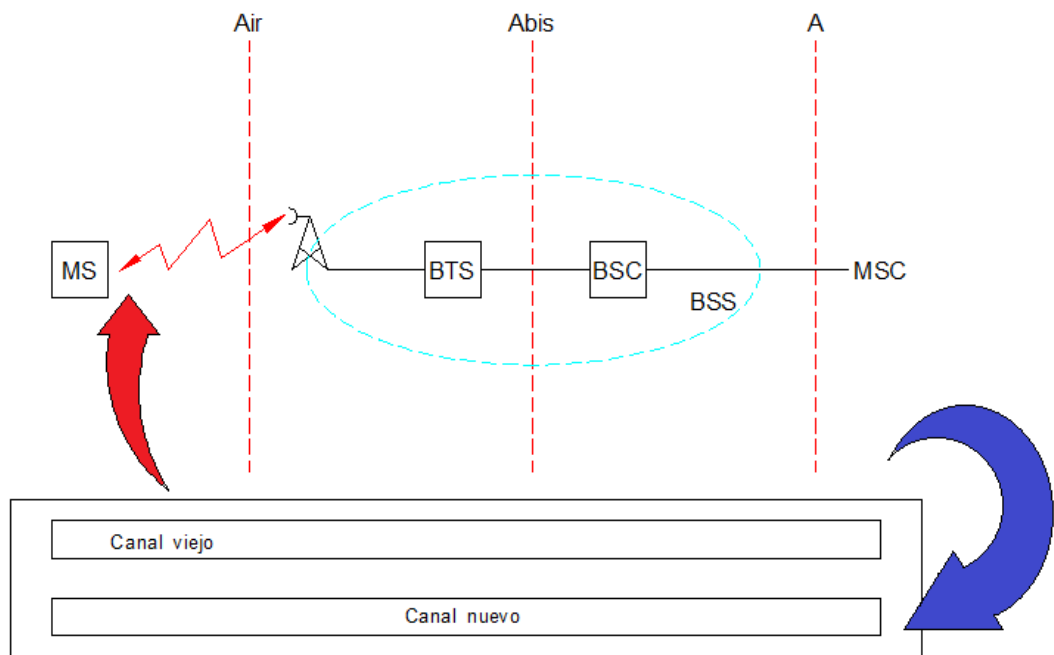 Air
Abis
A
MS
BTS
BSC
MSC
BSS
Canal viejo
Canal nuevo